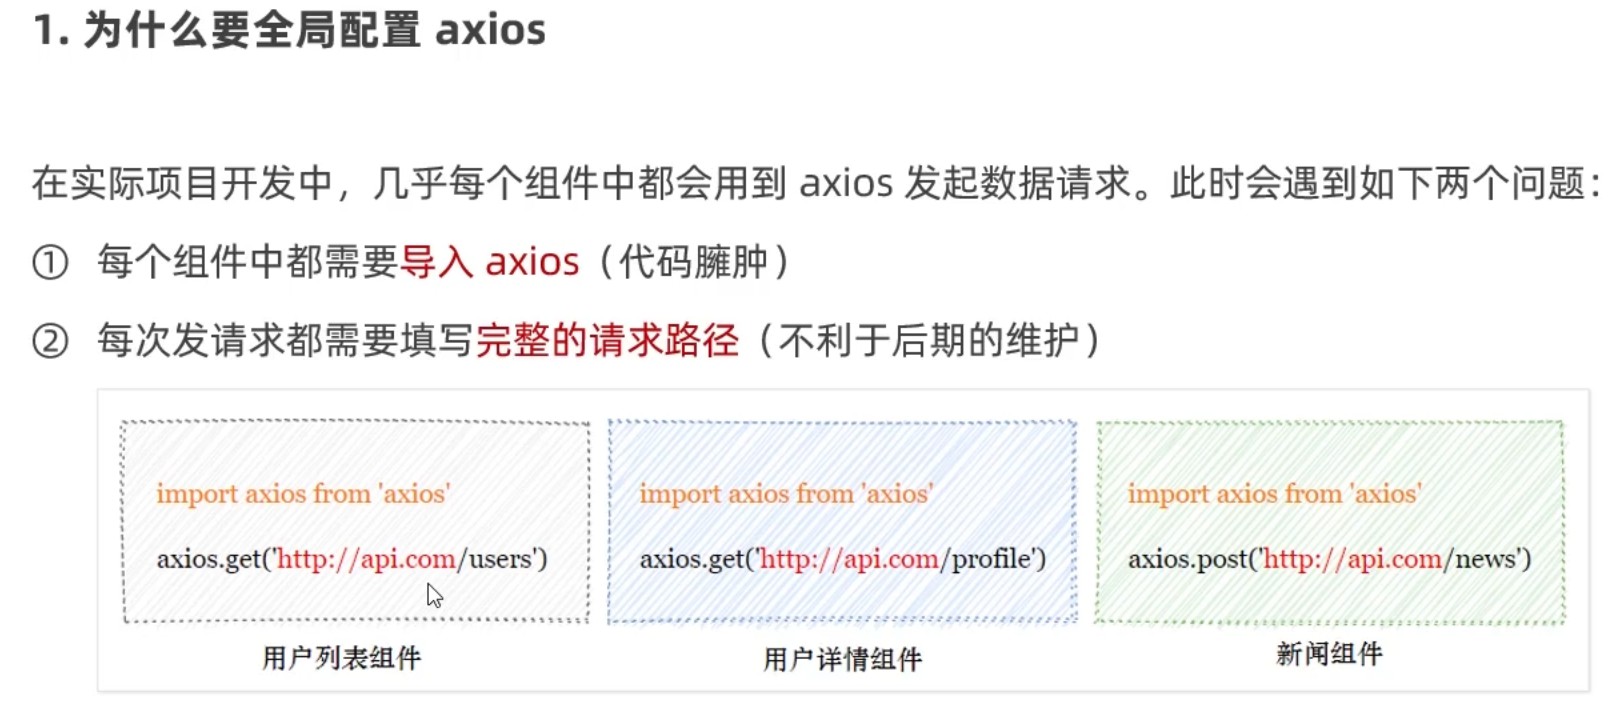 1. 为什么要全局配置 axios
在实际项目开发中，几乎每个组件中都会用到 axios 发起数据请求。此时会遇到如下两个问题：
① 每个组件中都需要导入 axios（代码臃肿）
② 每次发请求都需要填写完整的请求路径（不利于后期的维护）
import axios from 'axios'
axios.get('http://api.com/users')
用户列表组件
import axios from 'axios'
axios.get('http://api.com/profile')
用户详情组件
import axios from 'axios'
axios.post('http://api.com/news')
新闻组件